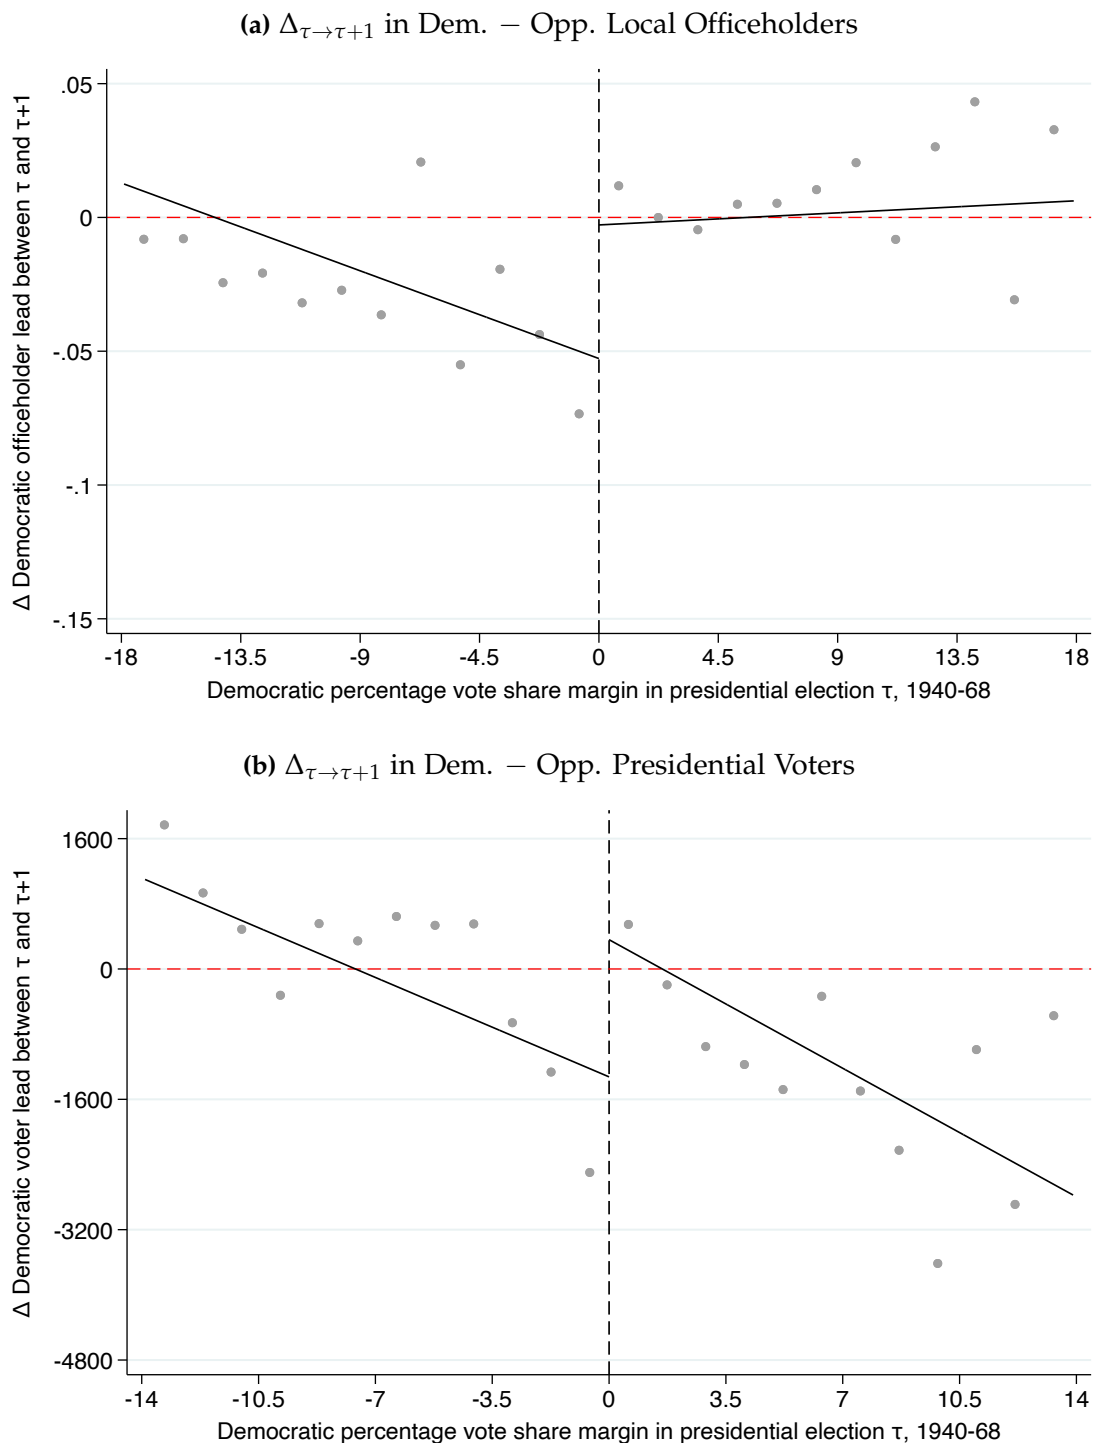 (a) Δτ→τ+1 in Dem. − Opp. Local Officeholders
Δ Democratic officeholder lead between τ and τ+1
.05
0
-.05
-.1
-.15
-18 -13.5 -9 -4.5 0 4.5 9 13.5 18
Democratic percentage vote share margin in presidential election τ, 1940-68
(b) Δτ→τ+1 in Dem. − Opp. Presidential Voters
Δ Democratic voter lead between τ and τ+1
1600
0
-1600
-3200
-4800
-14 -10.5 -7 -3.5 0 3.5 7 10.5 14
Democratic percentage vote share margin in presidential election τ, 1940-68